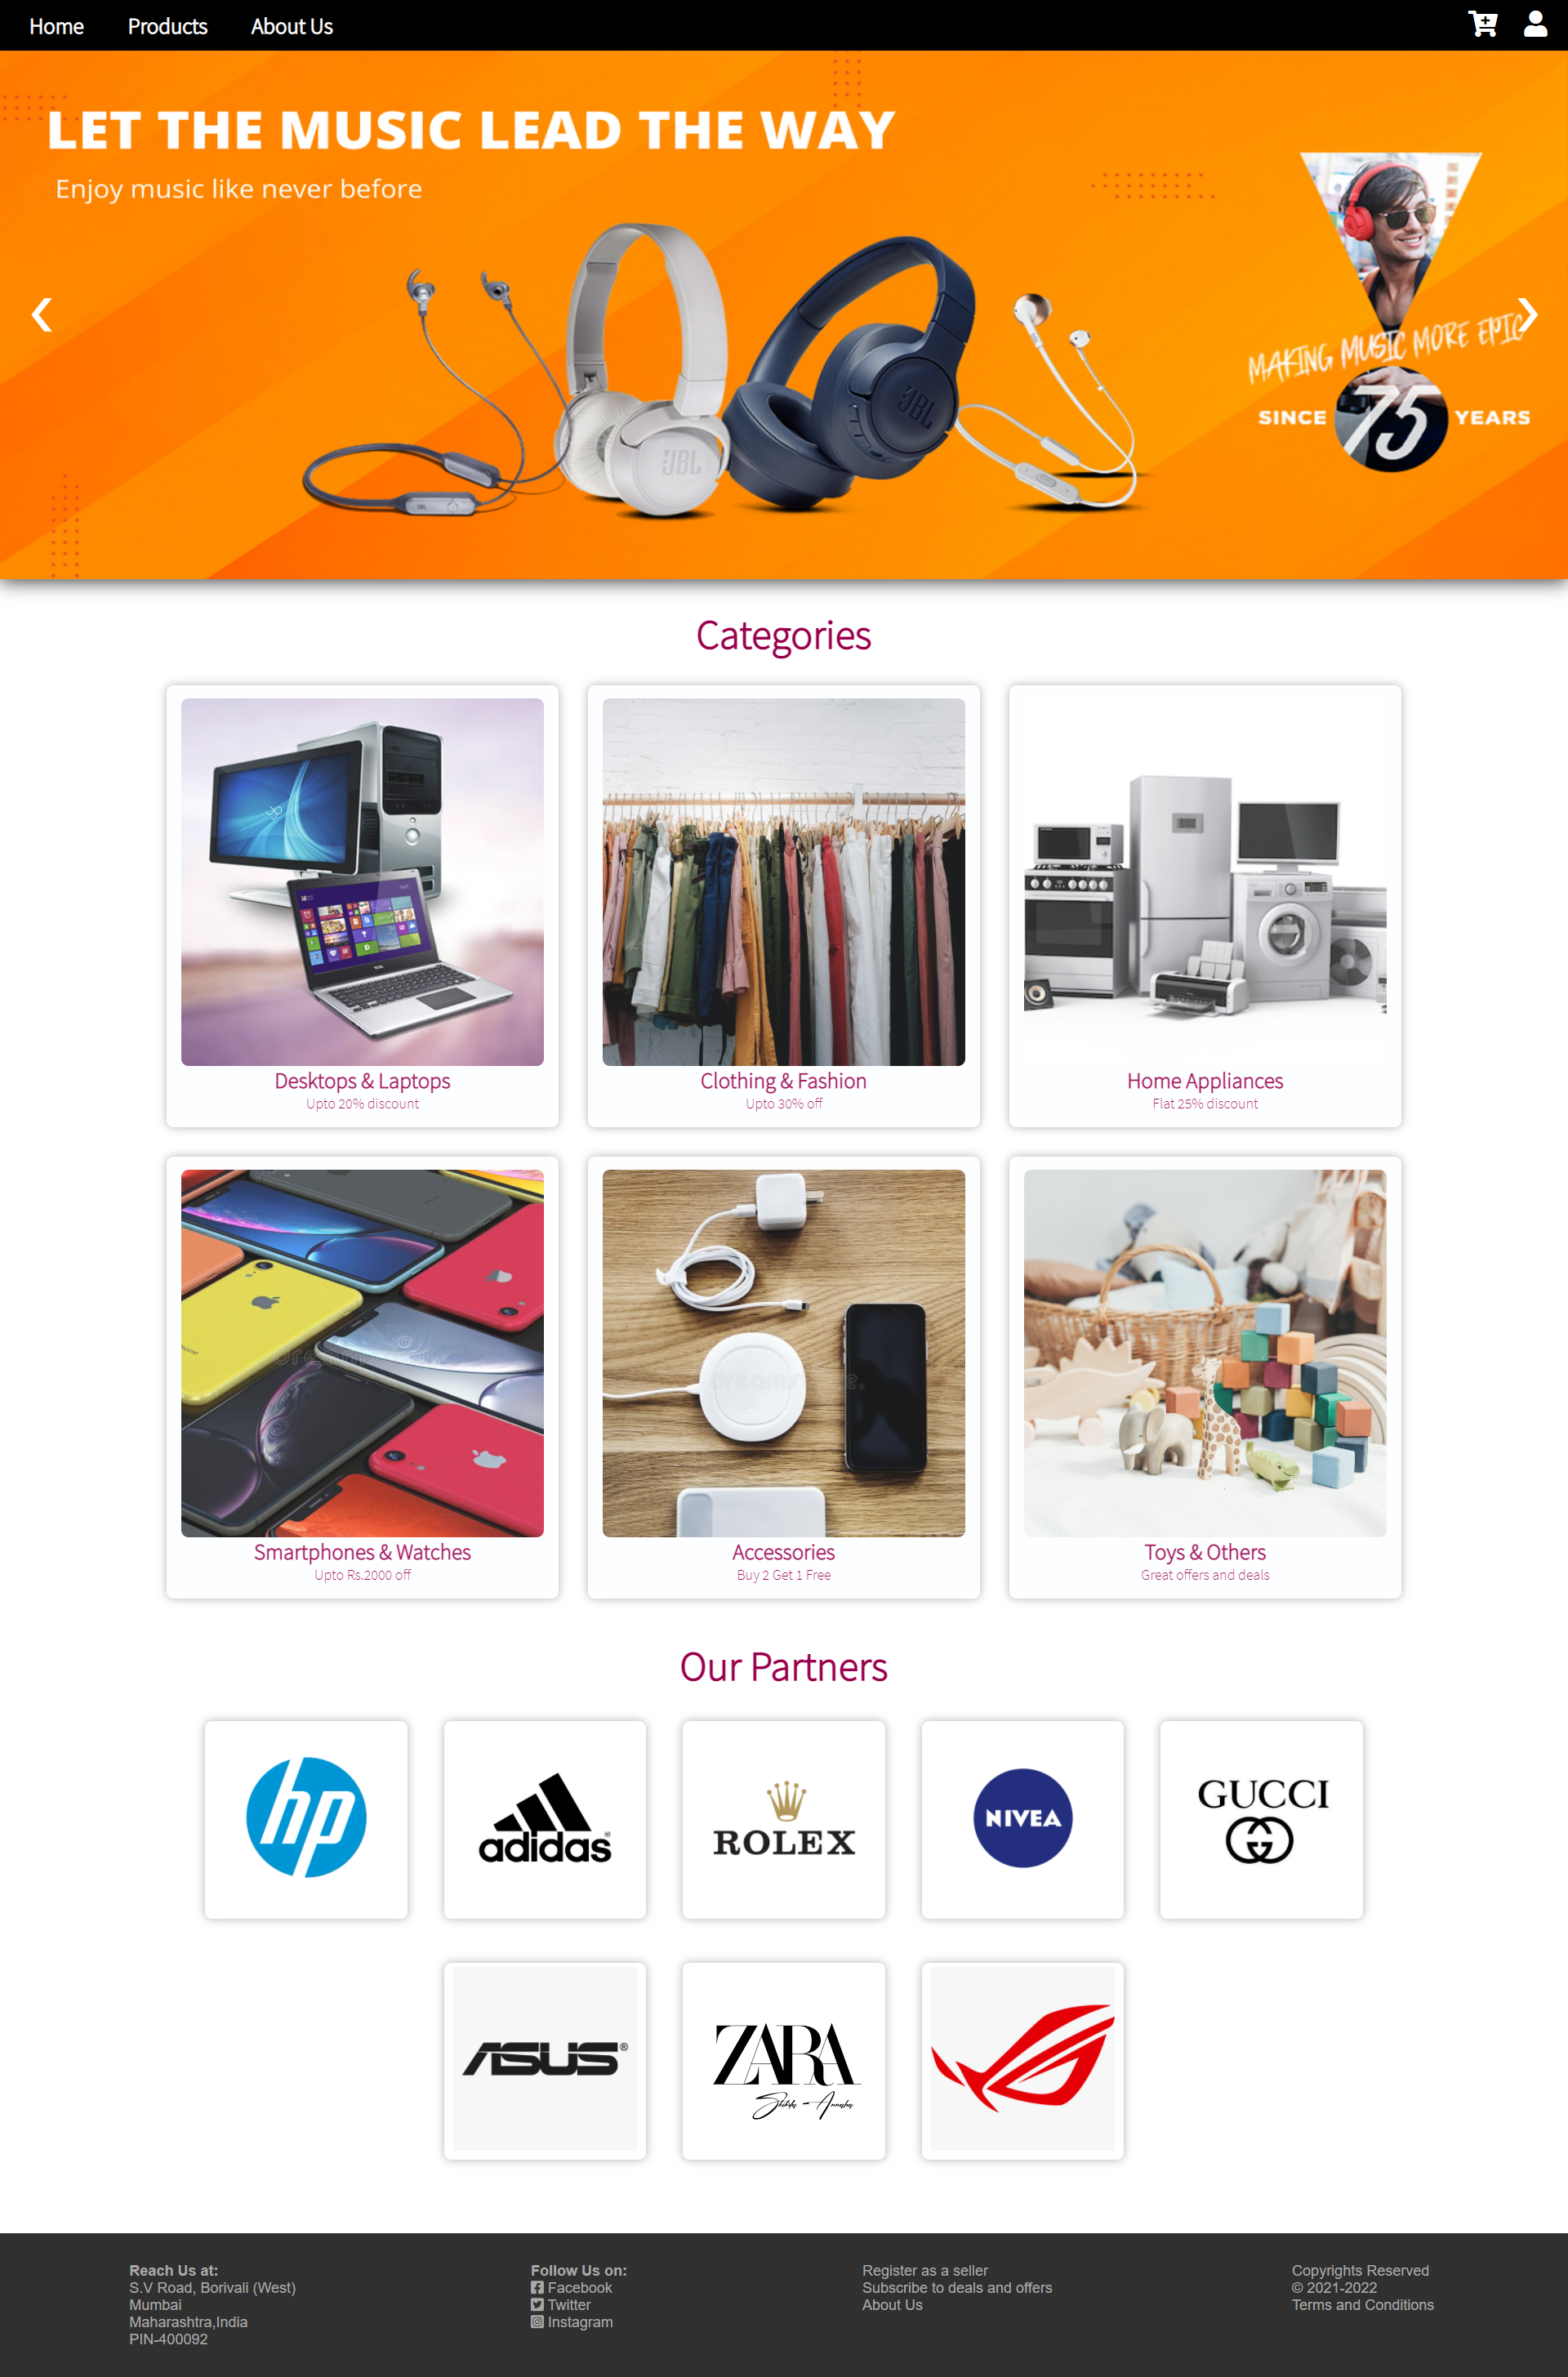 Home Products About Us
LET THE MUSIC LEAD THE WAY
Enjoy music like never before
MAKING MUSIC MORE EPIC
SINCE 75 YEARS
JBL
JBL
Categories
Desktops & Laptops
Upto 20% discount
Clothing & Fashion
Upto 30% off
Home Appliances
Flat 25% discount
Smartphones & Watches
Upto Rs.2000 off
Accessories
Buy 2 Get 1 Free
Toys & Others
Great offers and deals
Our Partners
hp
adidas
ROLEX
NIVEA
GUCCI
ASUS
ZARA
Reach Us at:
S.V Road, Borivali (West)
Mumbai
Maharashtra,India
PIN-400092
Follow Us on:
Facebook
Twitter
Instagram
Register as a seller
Subscribe to deals and offers
About Us
Copyrights Reserved
© 2021-2022
Terms and Conditions